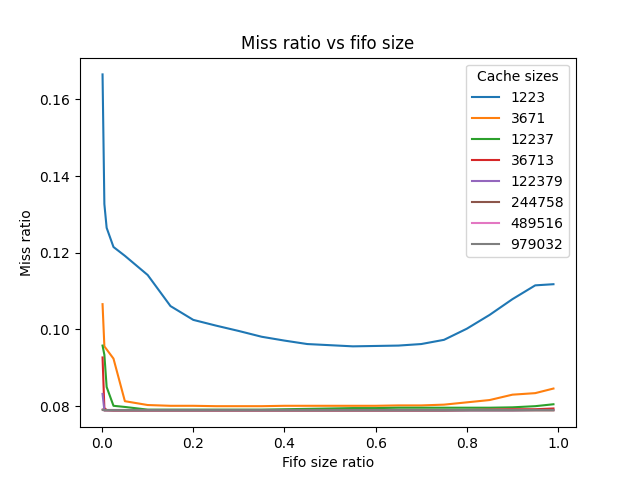 Miss ratio vs fifo size
Cache sizes
1223
3671
12237
36713
122379
244758
489516
979032
Miss ratio
0.16
0.14
0.12
0.10
0.08
0.0 0.2 0.4 0.6 0.8 1.0
Fifo size ratio